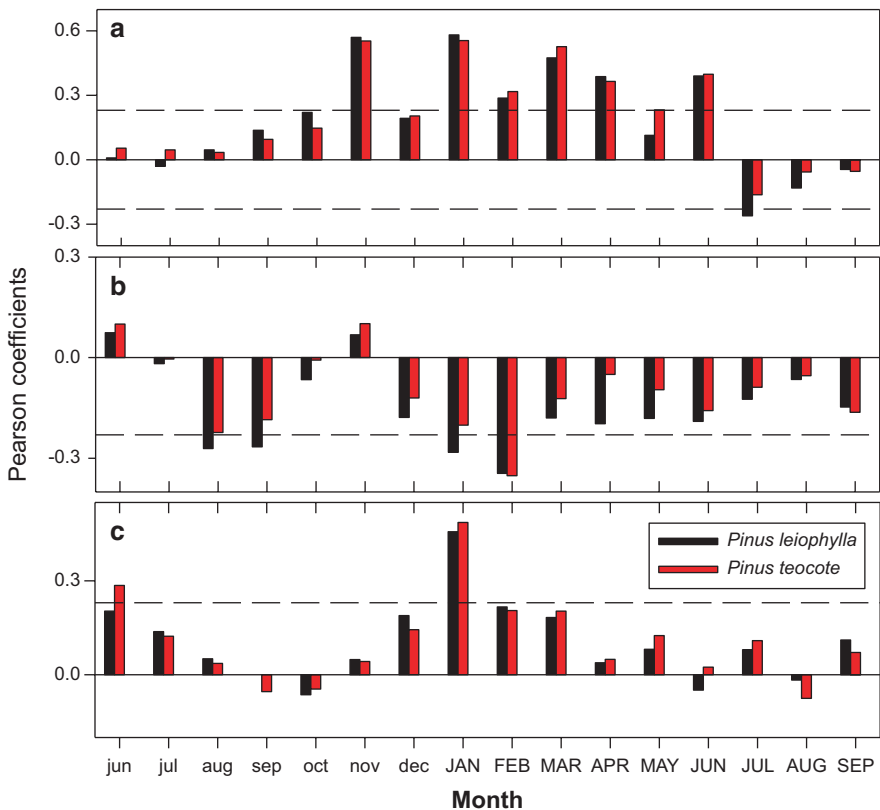 a
0.6
0.3
0.0
-0.3
b
0.3
0.0
-0.3
c
0.3
0.0
Pearson coefficients
Pinus leiophylla
Pinus teocote
jun jul aug sep oct nov dec JAN FEB MAR APR MAY JUN JUL AUG SEP
Month